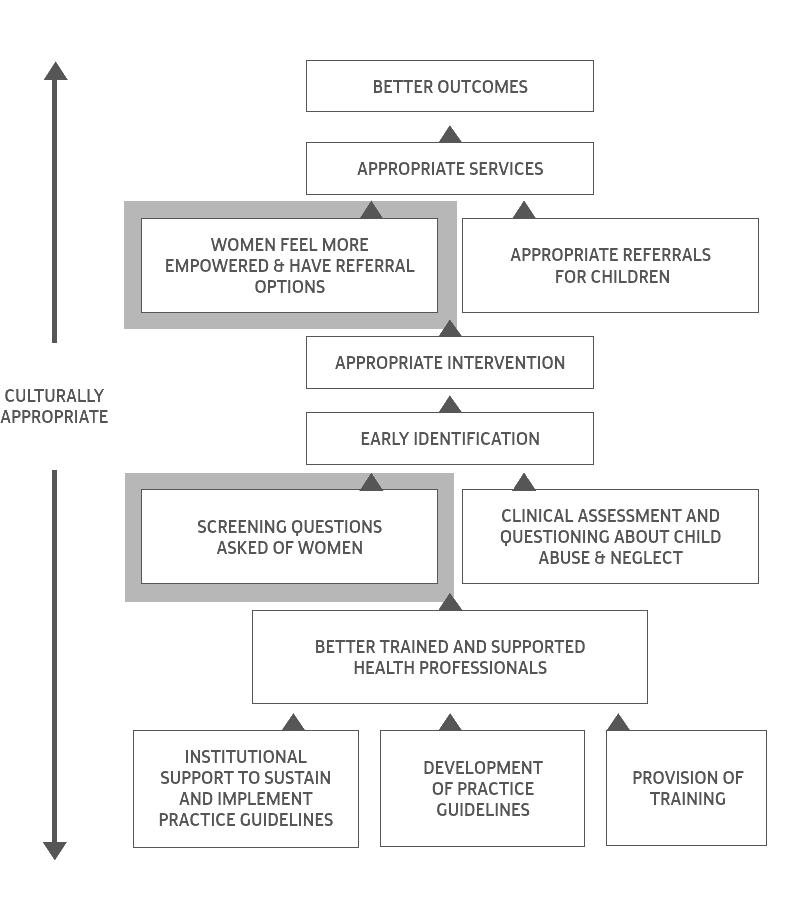 BETTER OUTCOMES
APPROPRIATE SERVICES
WOMEN FEEL MORE
EMPOWERED & HAVE REFERRAL
OPTIONS
APPROPRIATE REFERRALS
FOR CHILDREN
APPROPRIATE INTERVENTION
CULTURALLY
APPROPRIATE
EARLY IDENTIFICATION
SCREENING QUESTIONS
ASKED OF WOMEN
CLINICAL ASSESSMENT AND
QUESTIONING ABOUT CHILD
ABUSE & NEGLECT
BETTER TRAINED AND SUPPORTED
HEALTH PROFESSIONALS
INSTITUTIONAL
SUPPORT TO SUSTAIN
AND IMPLEMENT
PRACTICE GUIDELINES
DEVELOPMENT
OF PRACTICE
GUIDELINES
PROVISION OF
TRAINING